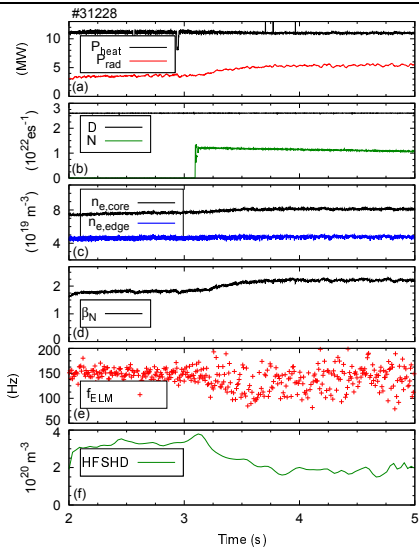 #31228
10
5
0
(MW)
P_heat
P_rad
(a)
3
2
1
0
(10^22 es^-1)
D
N
(b)
8
4
(10^19 m^-3)
n_e,core
n_e,edge
(c)
2
1
0
β_N
(d)
200
150
100
50
(Hz)
f_ELM
(e)
4
2
0
10^20 m^-3
HFSHD
(f)
2 3 4 5
Time (s)